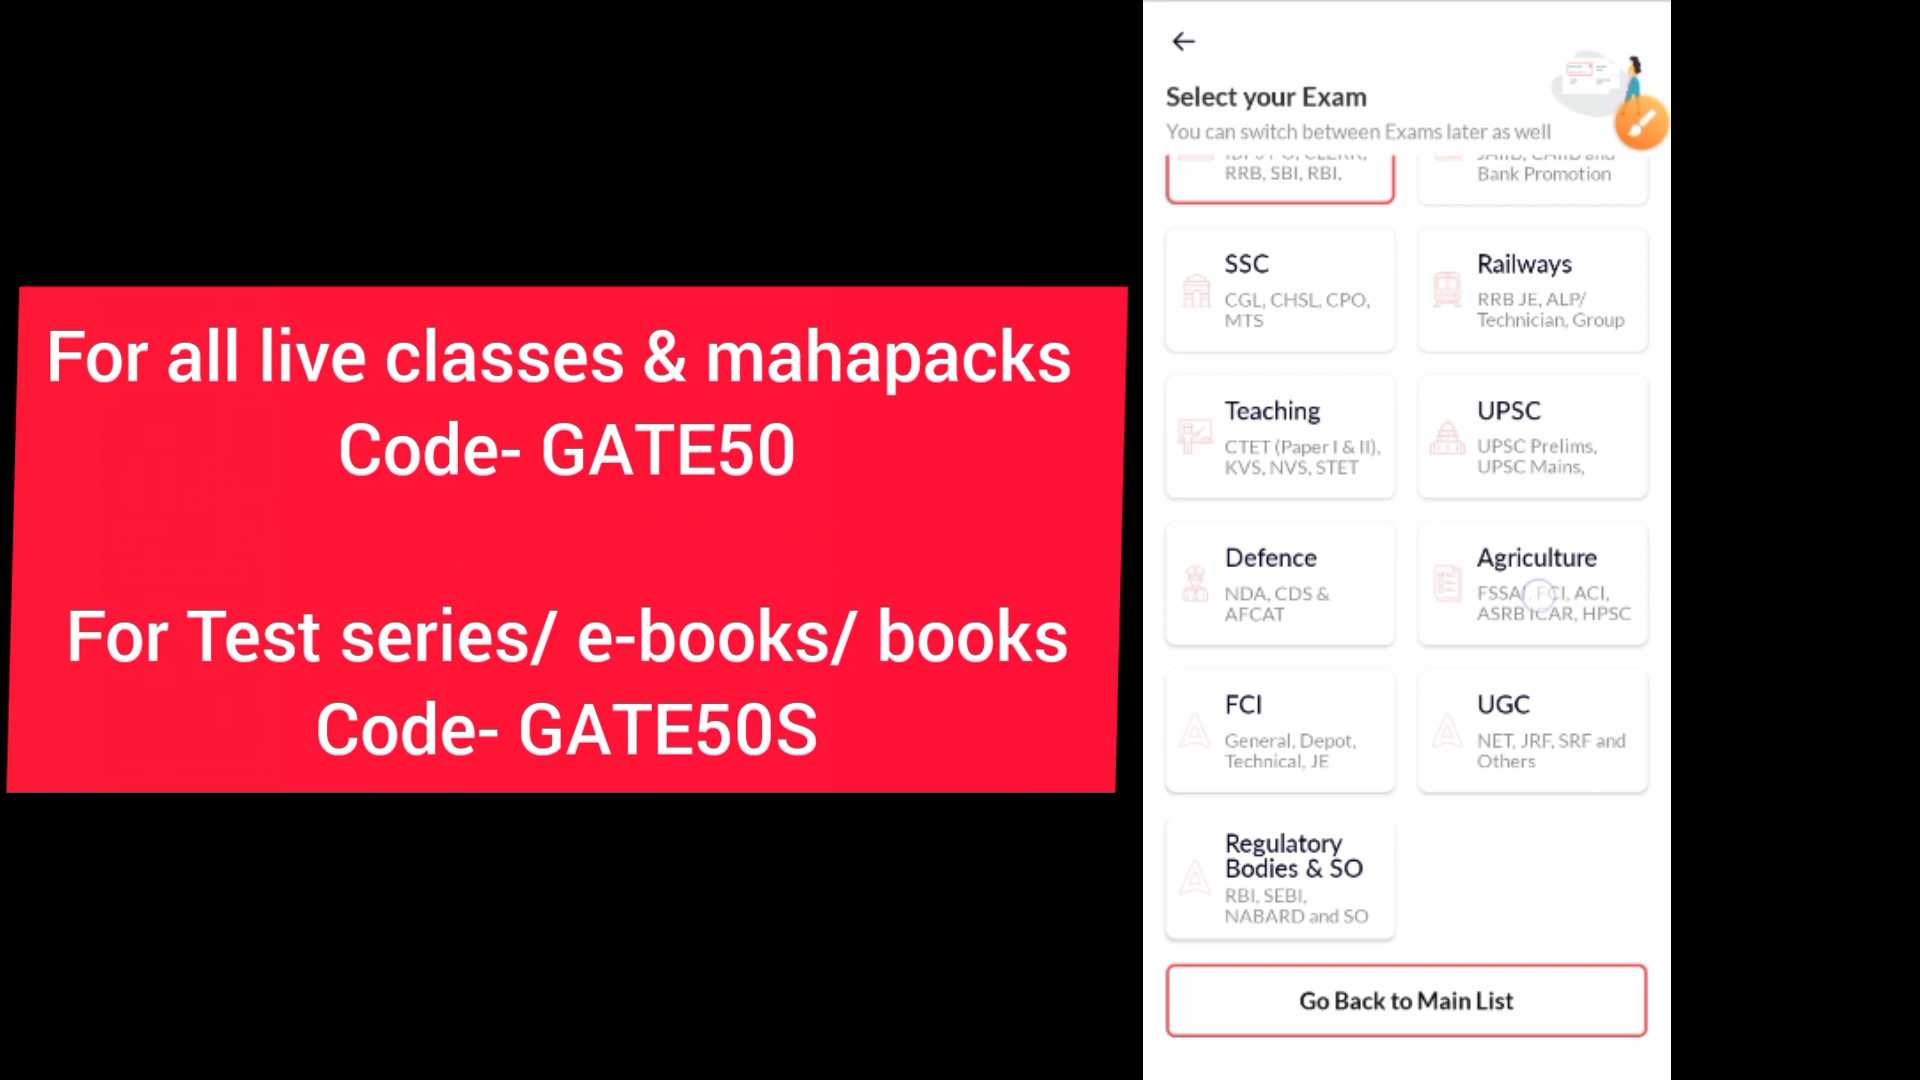 For all live classes & mahapacks
Code- GATE50
For Test series/ e-books/ books
Code- GATE50S
Select your Exam
You can switch between Exams later as well
RRB, SBI, RBI,
Bank Promotion
SSC
CGL, CHSL, CPO,
MTS
Railways
RRB JE, ALP/
Technician, Group
Teaching
CTET (Paper I & II),
KVS, NVS, STET
UPSC
UPSC Prelims,
UPSC Mains,
Defence
NDA, CDS &
AFCAT
Agriculture
FSSAI, FCI, ACI,
ASRB ICAR, HPSC
FCI
General, Depot,
Technical, JE
UGC
NET, JRF, SRF and
Others
Regulatory
Bodies & SO
RBI, SEBI,
NABARD and SO
Go Back to Main List